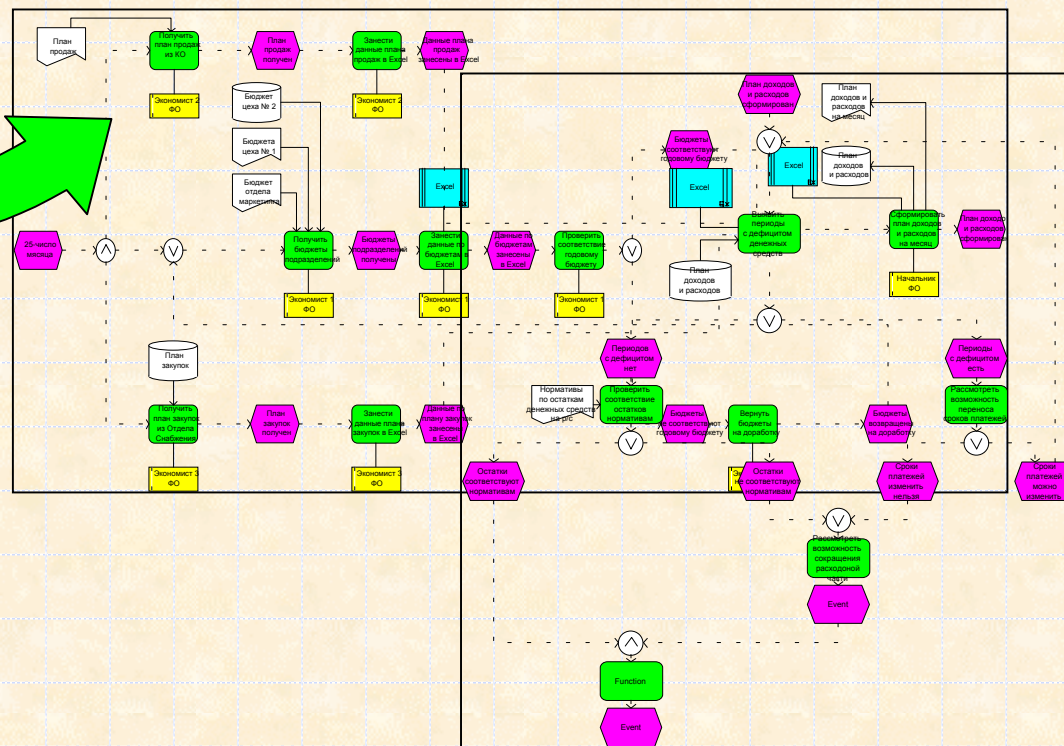 План
продаж
Получить
план продаж
из КО
План
продаж
получен
Занести
данные плана
продаж в Excel
Данные плана
продаж
занесены в Excel
Экономист 2
ФО
Экономист 2
ФО
Бюджет
цеха № 2
Бюджета
цеха № 1
Бюджет
отдела
маркетинга
Excel
25-число
месяца
Получить
бюджеты
подразделений
Бюджеты
подразделений
получены
Занести
данные по
бюджетам в
Excel
Данные по
бюджетам
занесены
в Excel
Проверить
соответствие
годовому
бюджету
Экономист 1
ФО
Экономист 1
ФО
Экономист 1
ФО
План
закупок
Получить
план закупок
из Отдела
Снабжения
План
закупок
получен
Занести
данные плана
закупок в Excel
Данные по
плану закупок
занесены
в Excel
Экономист 3
ФО
Экономист 3
ФО
План доходов
и расходов
сформирован
План
доходов и
расходов
на месяц
Бюджеты
соответствуют
годовому бюджету
Excel
Excel
План
доходов
и расходов
Выявить
периоды
с дефицитом
денежных
средств
Сформировать
план доходов
и расходов
на месяц
План доходов
и расходов
сформирован
План
доходов
и расходов
Начальник
ФО
Периодов
с дефицитом
нет
Периоды
с дефицитом
есть
Нормативы
по остаткам
денежных средств
на р/с
Проверить
соответствие
остатков
нормативам
Бюджеты
не соответствуют
годовому бюджету
Вернуть
бюджеты
на доработку
Бюджеты
возвращены
на доработку
Рассмотреть
возможность
переноса
сроков платежей
Остатки
соответствуют
нормативам
Остатки
не соответствуют
нормативам
Сроки
платежей
изменить
нельзя
Сроки
платежей
можно
изменить
Рассмотреть
возможность
сокращения
расходоной
части
Event
Function
Event